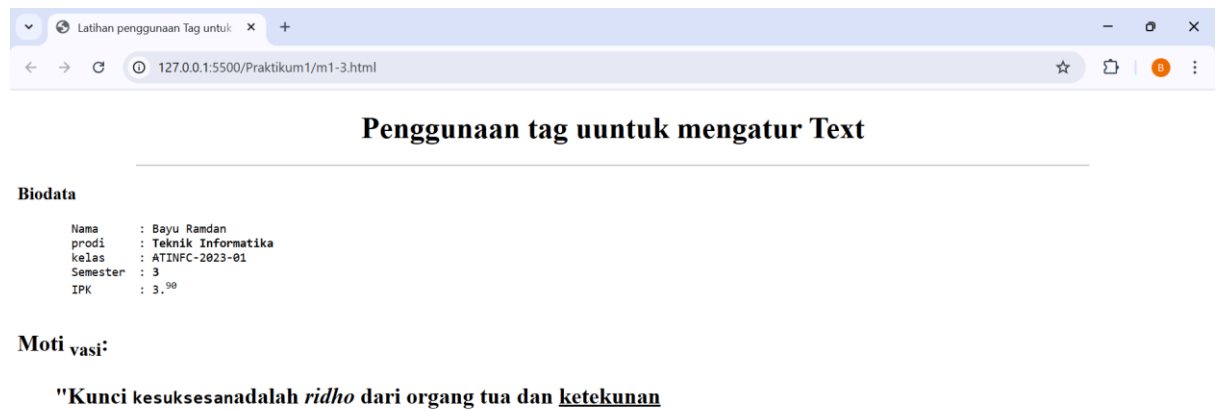 Latihan penggunaan Tag untuk
127.0.0.1:5500/Praktikum1/m1-3.html
B
Penggunaan tag uuntuk mengatur Text
Biodata
Nama : Bayu Ramdan
prodi : Teknik Informatika
kelas : ATINFC-2023-01
Semester : 3
IPK : 3.90
Moti vasi:
"Kunci kesuksesanadalah ridho dari organg tua dan ketekunan